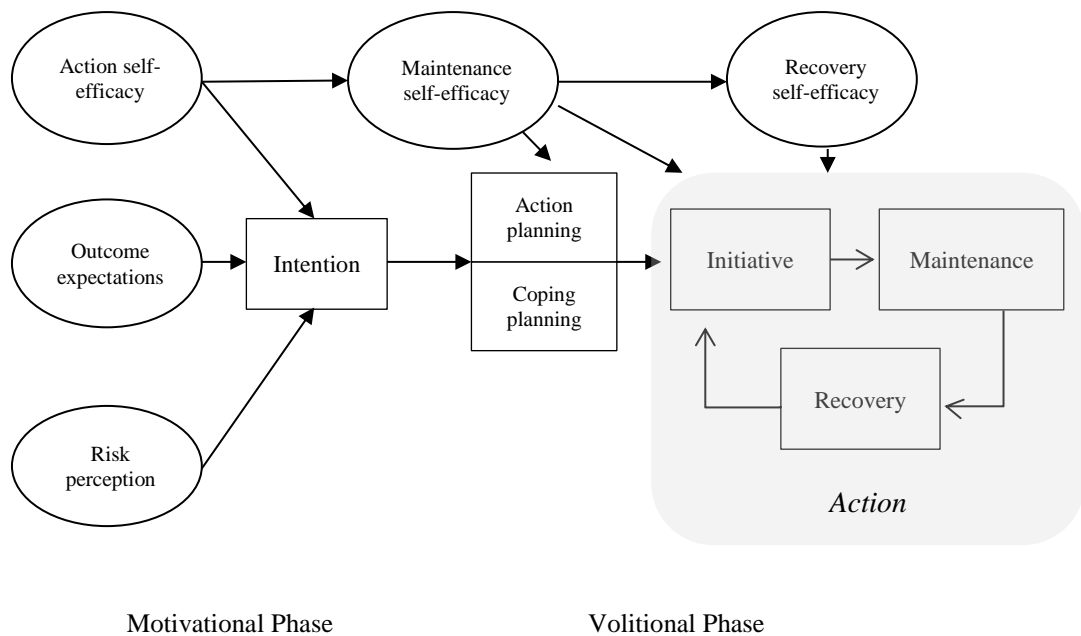 Action self-
efficacy
Maintenance
self-efficacy
Recovery
self-efficacy
Outcome
expectations
Intention
Action
planning
Coping
planning
Initiative
Maintenance
Recovery
Risk
perception
Action
Motivational Phase
Volitional Phase